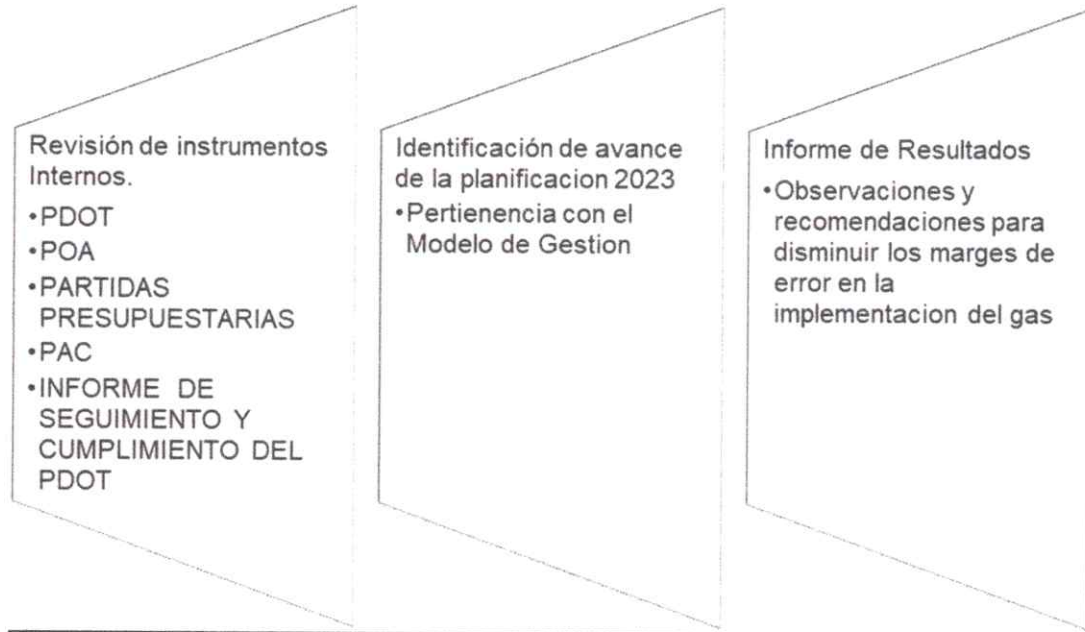 Revisión de instrumentos
Internos.
•PDOT
•POA
•PARTIDAS
PRESUPUESTARIAS
•PAC
•INFORME DE
SEGUIMIENTO Y
CUMPLIMIENTO DEL
PDOT
Identificación de avance
de la planificacion 2023
•Pertienencia con el
Modelo de Gestion
Informe de Resultados
•Observaciones y
recomendaciones para
disminuir los marges de
error en la
implementacion del gas